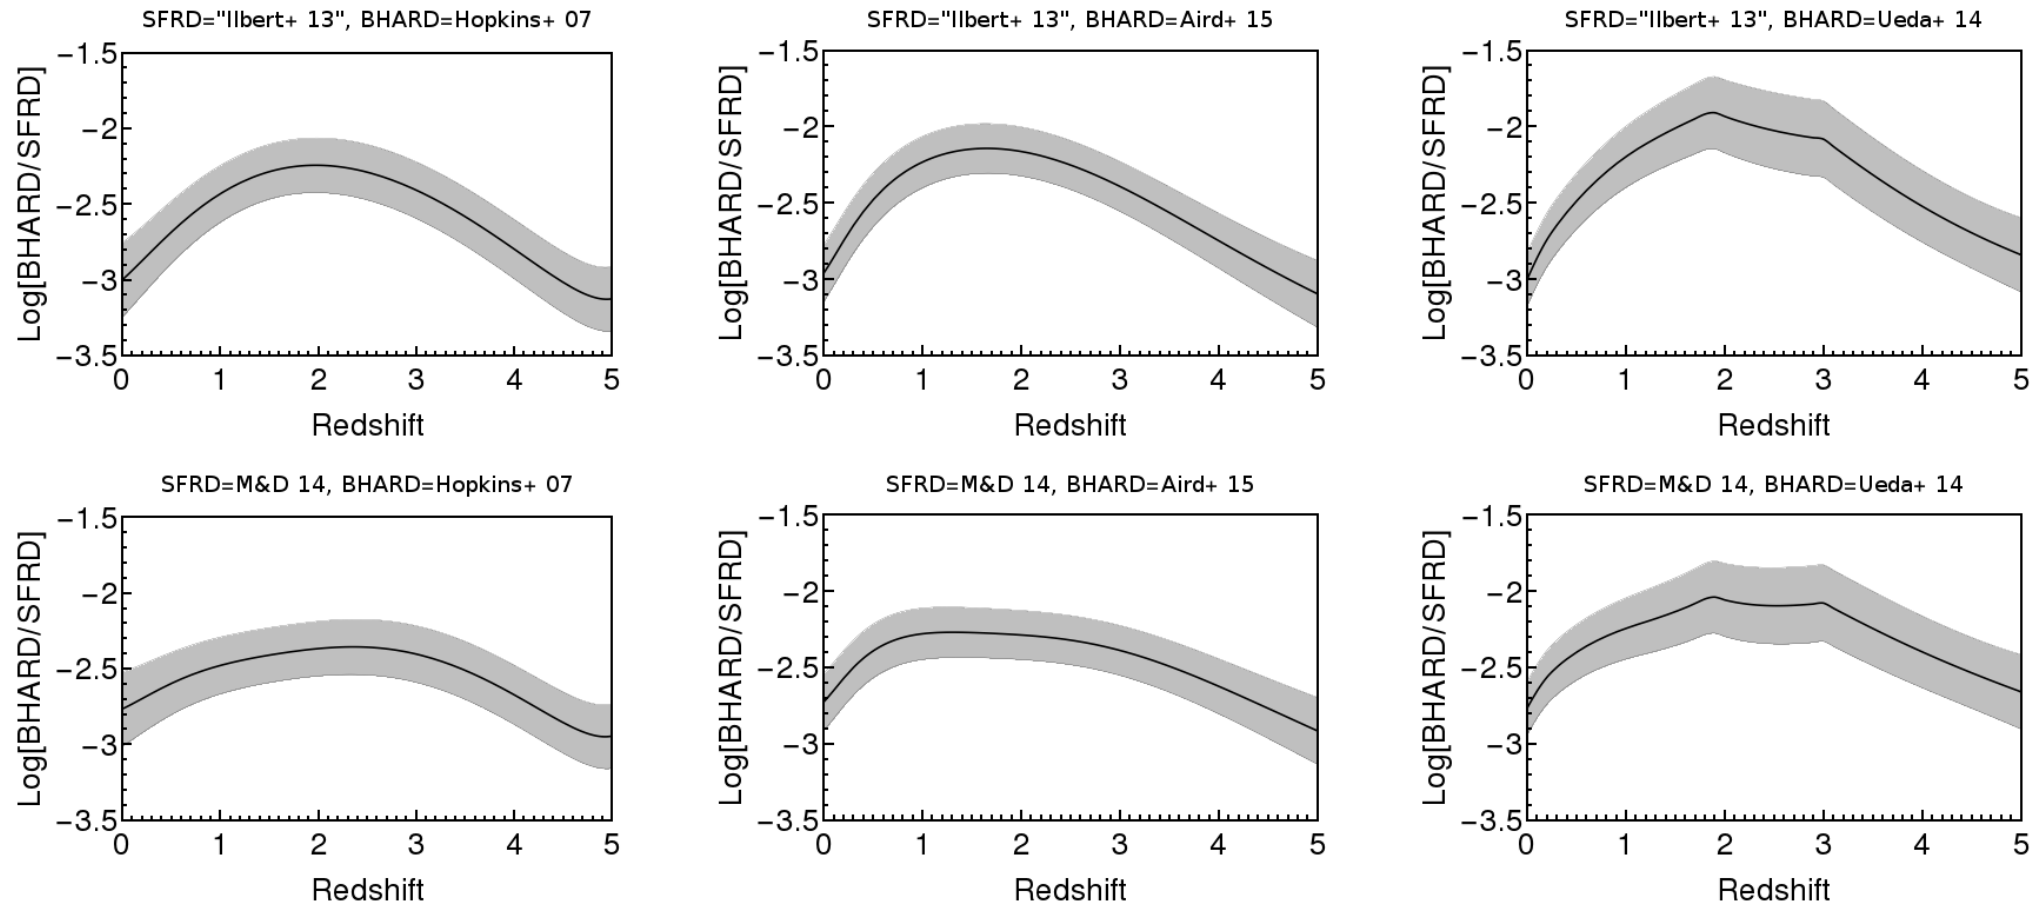 SFRD="Ilbert+ 13", BHARD=Hopkins+ 07
Log[BHARD/SFRD]
−1.5
−2
−2.5
−3
−3.5
0 1 2 3 4 5
Redshift
SFRD="Ilbert+ 13", BHARD=Aird+ 15
Log[BHARD/SFRD]
−1.5
−2
−2.5
−3
−3.5
0 1 2 3 4 5
Redshift
SFRD="Ilbert+ 13", BHARD=Ueda+ 14
Log[BHARD/SFRD]
−1.5
−2
−2.5
−3
−3.5
0 1 2 3 4 5
Redshift
SFRD=M&D 14, BHARD=Hopkins+ 07
Log[BHARD/SFRD]
−1.5
−2
−2.5
−3
−3.5
0 1 2 3 4 5
Redshift
SFRD=M&D 14, BHARD=Aird+ 15
Log[BHARD/SFRD]
−1.5
−2
−2.5
−3
−3.5
0 1 2 3 4 5
Redshift
SFRD=M&D 14, BHARD=Ueda+ 14
Log[BHARD/SFRD]
−1.5
−2
−2.5
−3
−3.5
0 1 2 3 4 5
Redshift